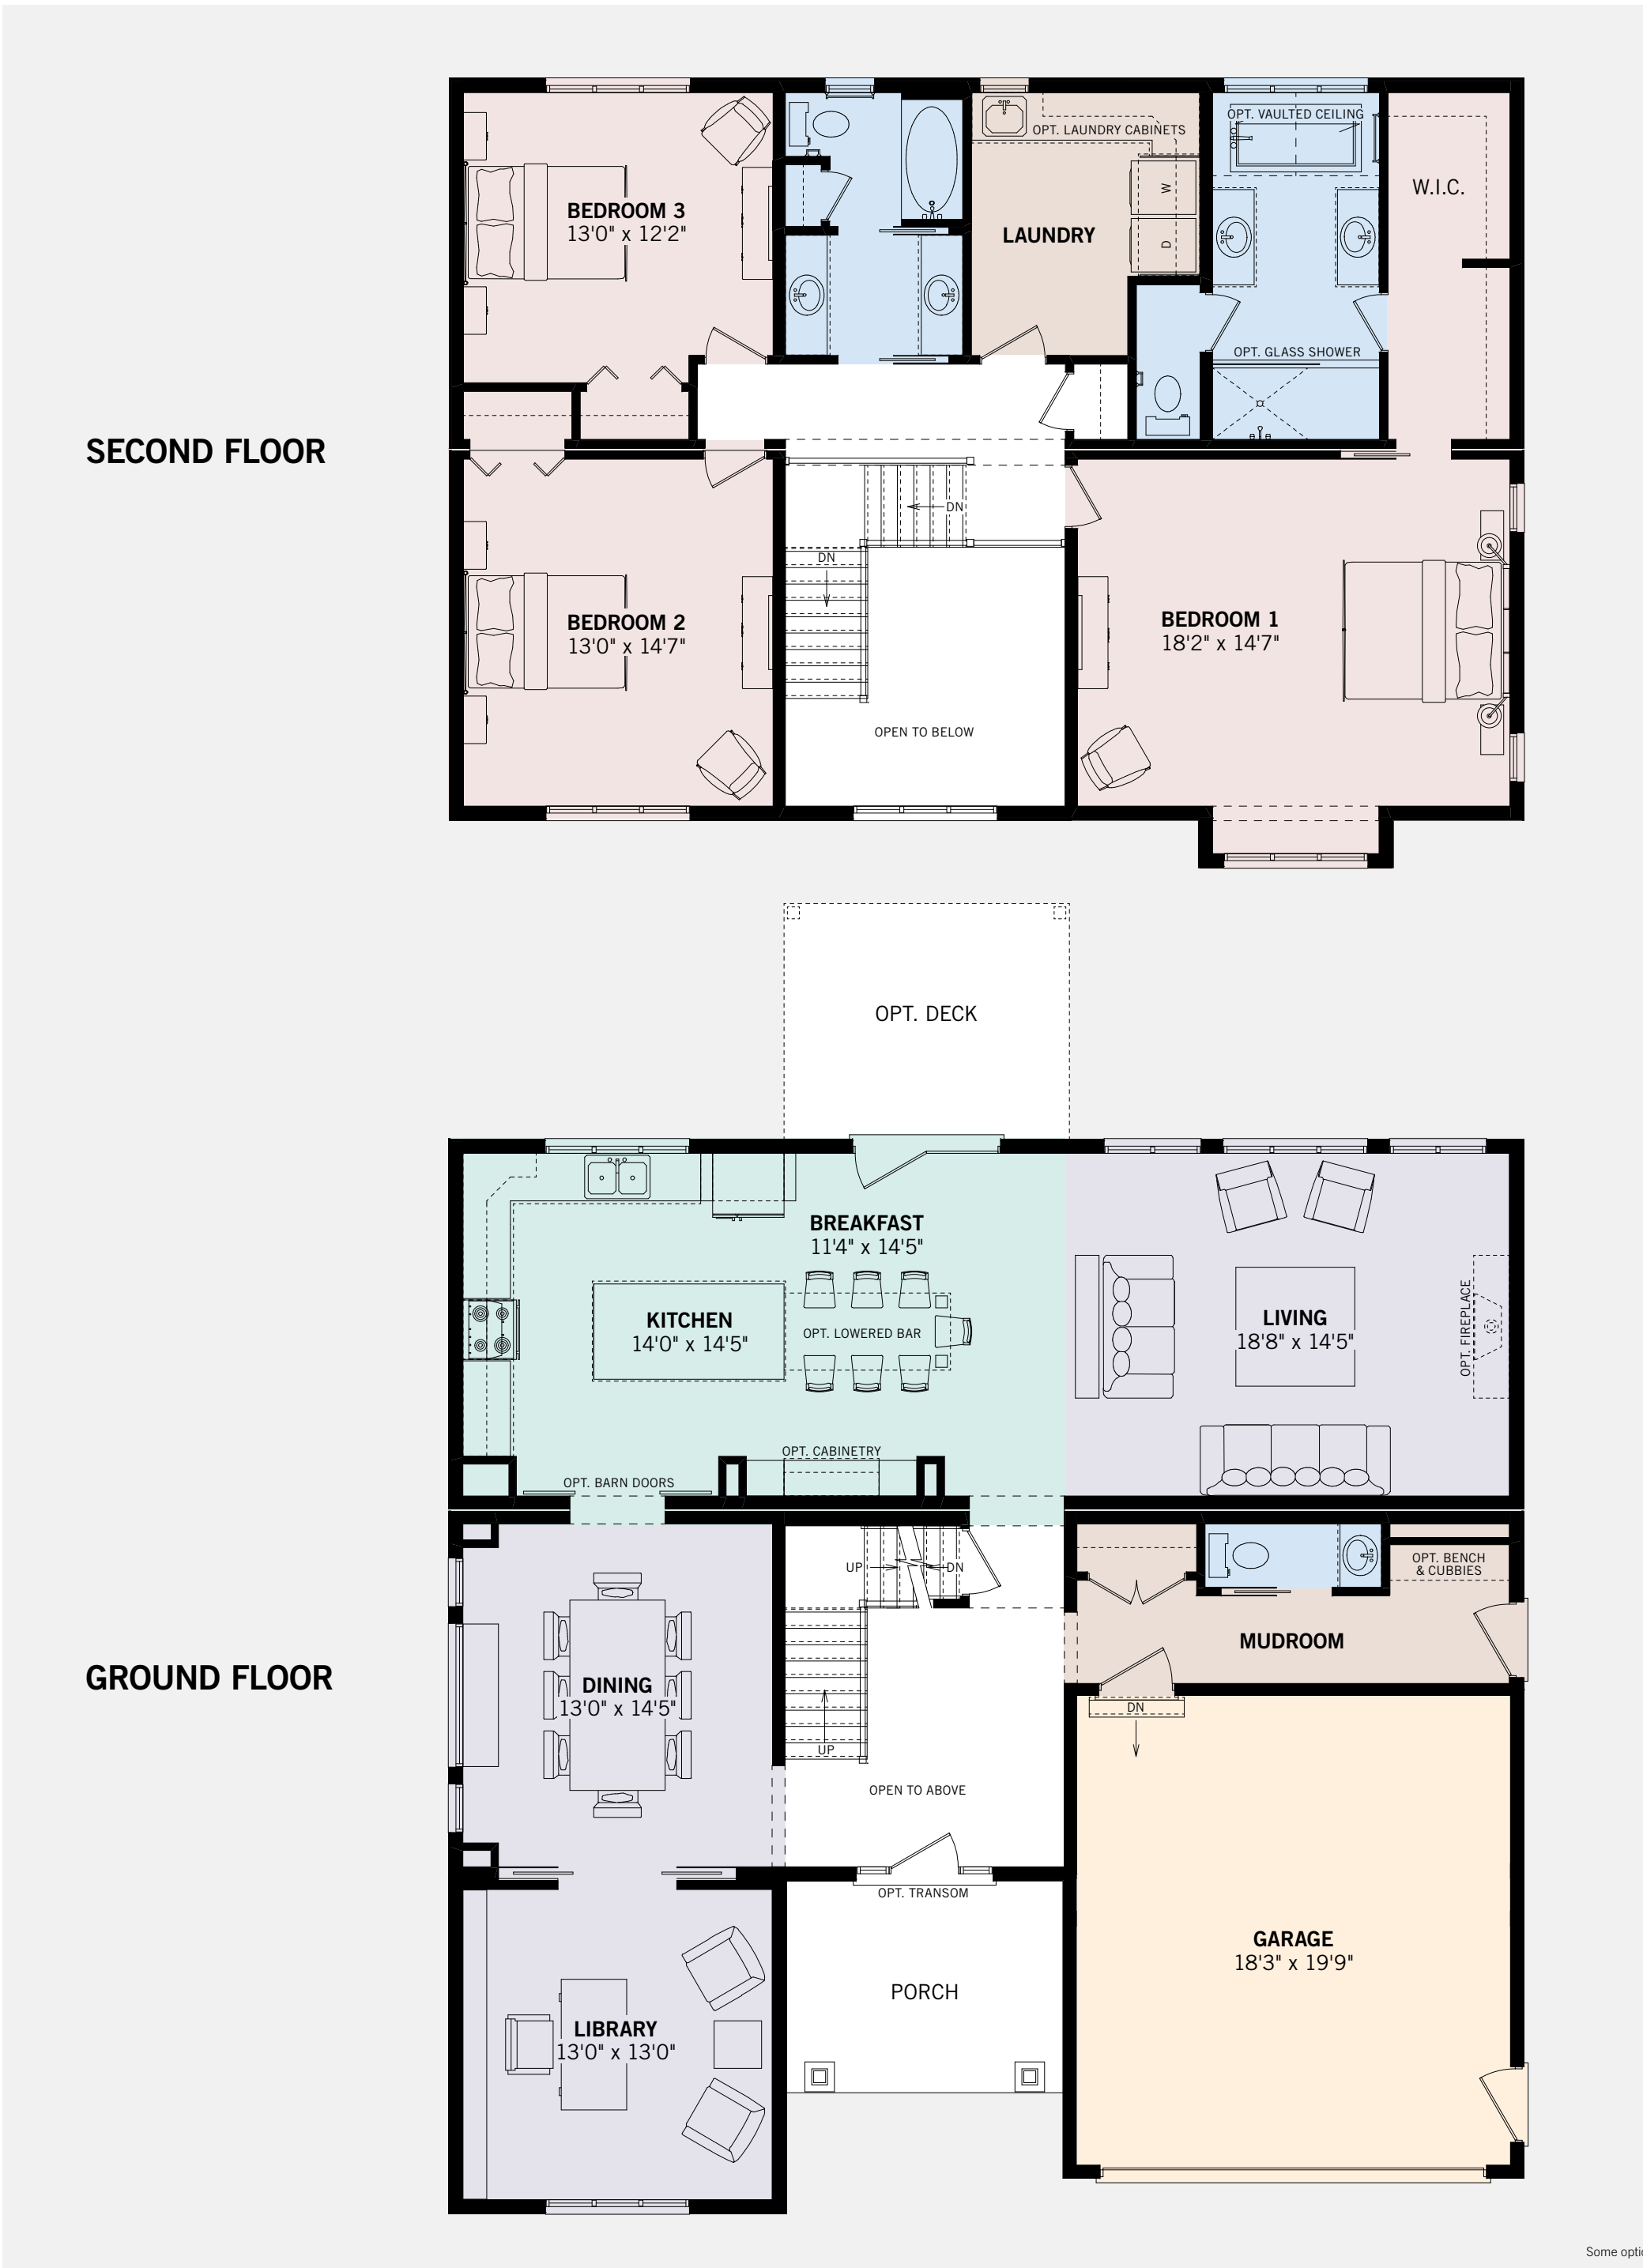 SECOND FLOOR
OPT. VAULTED CEILING
OPT. LAUNDRY CABINETS
W.I.C.
W
BEDROOM 3
13'0" x 12'2"
LAUNDRY
D
OPT. GLASS SHOWER
DN
DN
BEDROOM 2
13'0" x 14'7"
BEDROOM 1
18'2" x 14'7"
OPEN TO BELOW
OPT. DECK
GROUND FLOOR
BREAKFAST
11'4" x 14'5"
KITCHEN
14'0" x 14'5"
OPT. LOWERED BAR
LIVING
18'8" x 14'5"
OPT. FIREPLACE
OPT. CABINETRY
OPT. BARN DOORS
UP
DN
OPT. BENCH
& CUBBIES
MUDROOM
DINING
13'0" x 14'5"
DN
UP
OPEN TO ABOVE
OPT. TRANSOM
GARAGE
18'3" x 19'9"
PORCH
LIBRARY
13'0" x 13'0"
Some